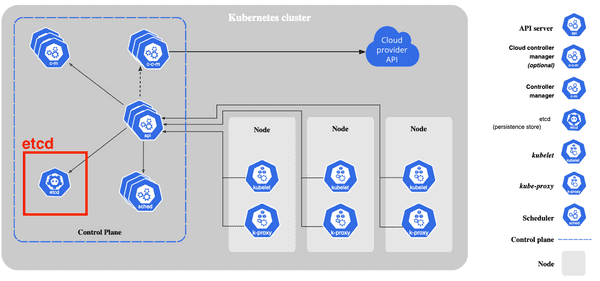 Kubernetes cluster
c-m
c-c-m
Cloud
provider
API
api
etcd
etcd
sched
Control Plane
Node
kubelet
k-proxy
Node
kubelet
k-proxy
Node
kubelet
k-proxy
API server
api
Cloud controller
manager
(optional)
c-c-m
Controller
manager
c-m
etcd
(persistence store)
etcd
kubelet
kubelet
kube-proxy
k-proxy
Scheduler
sched
Control plane
Node